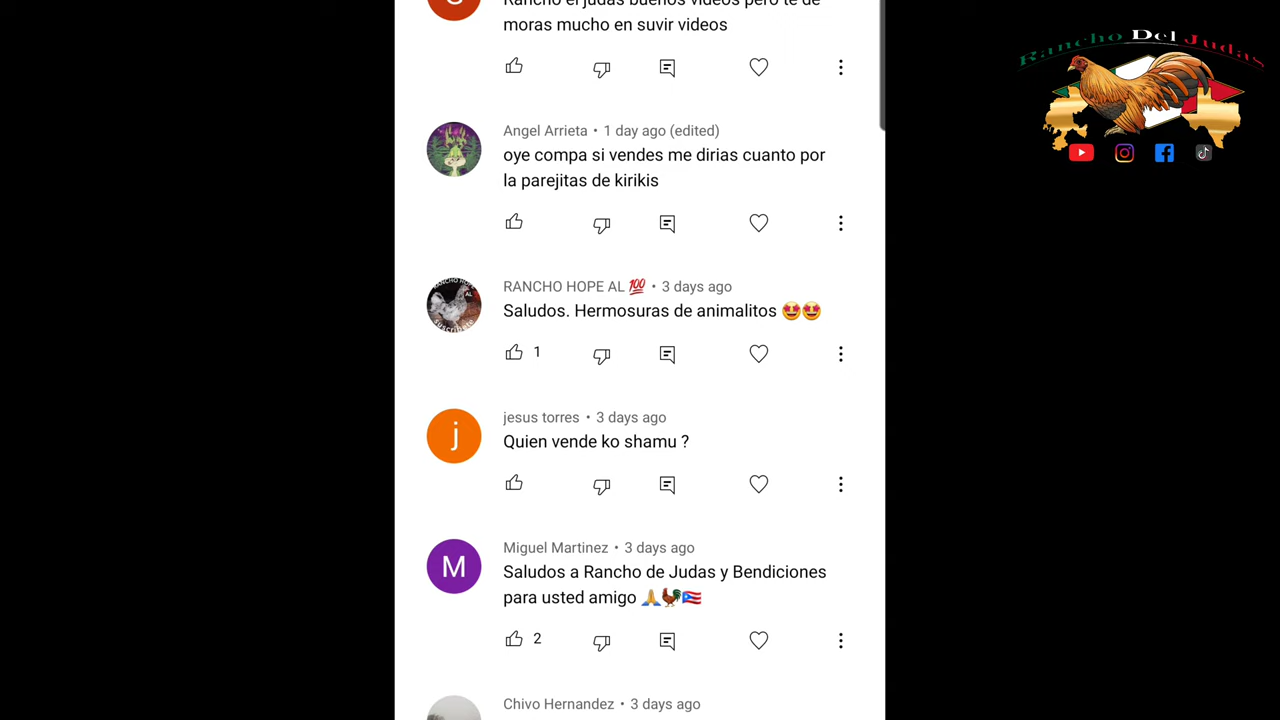 Rancho el judas buenos videos pero te de
moras mucho en suvir videos
Rancho Del Judas
Angel Arrieta • 1 day ago (edited)
oye compa si vendes me dirias cuanto por
la parejitas de kirikis
RANCHO HOPE AL 💯 • 3 days ago
Saludos. Hermosuras de animalitos 🤩🤩
1
jesus torres • 3 days ago
j
Quien vende ko shamu ?
Miguel Martinez • 3 days ago
M
Saludos a Rancho de Judas y Bendiciones
para usted amigo 🙏🐓🇵🇷
2
Chivo Hernandez • 3 days ago